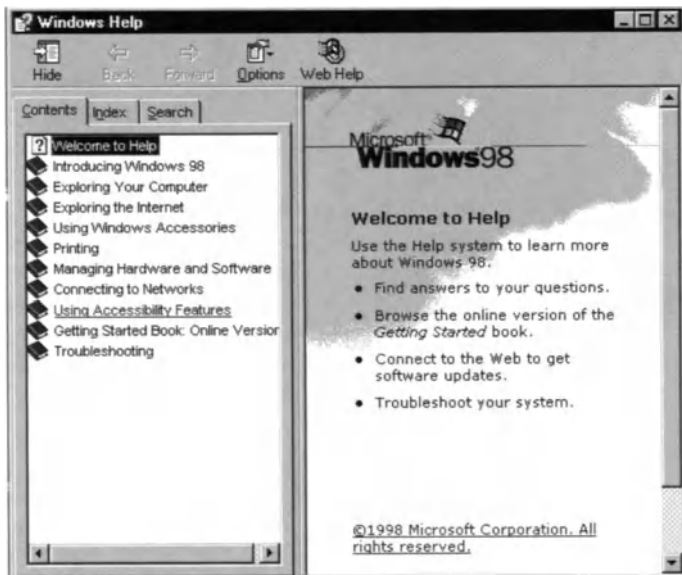 Windows Help
Hide Back Forward Options Web Help
Contents Index Search
Welcome to Help
Introducing Windows 98
Exploring Your Computer
Exploring the Internet
Using Windows Accessories
Printing
Managing Hardware and Software
Connecting to Networks
Using Accessibility Features
Getting Started Book: Online Version
Troubleshooting
Microsoft
Windows 98
Welcome to Help
Use the Help system to learn more
about Windows 98.
• Find answers to your questions.
• Browse the online version of the
Getting Started book.
• Connect to the Web to get
software updates.
• Troubleshoot your system.
©1998 Microsoft Corporation. All
rights reserved.